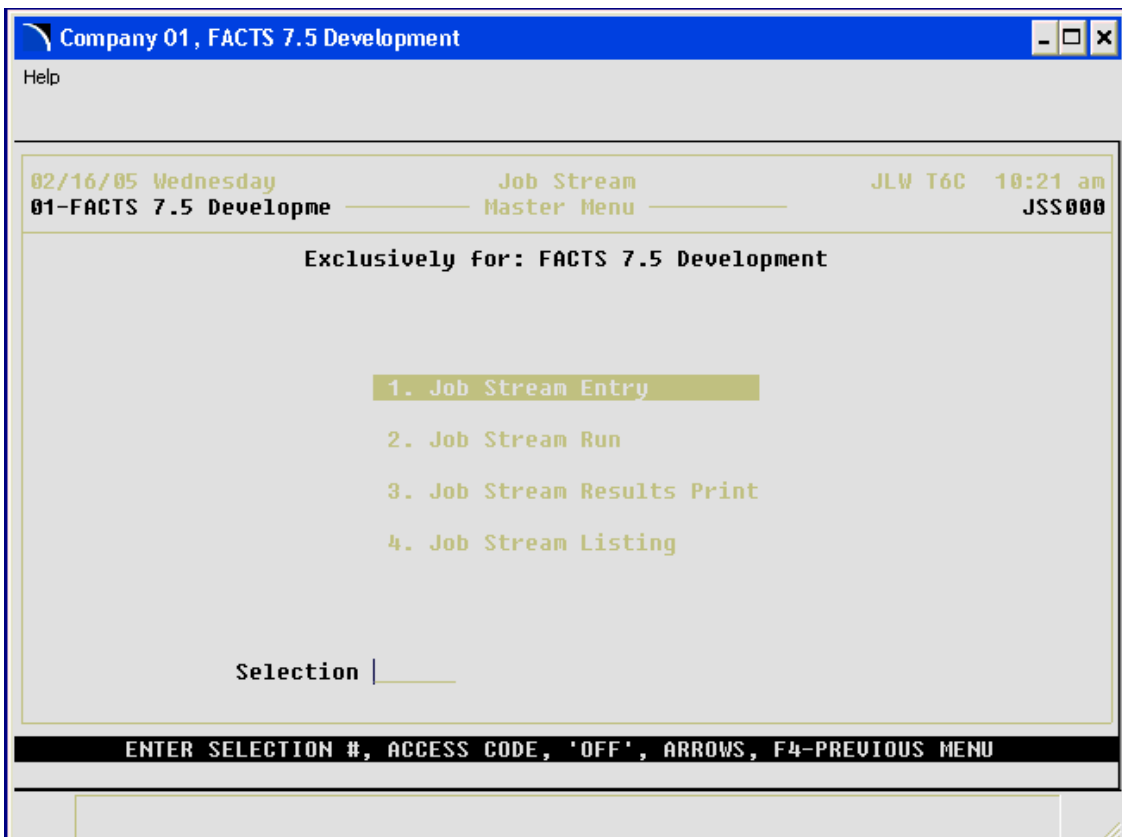 Company 01, FACTS 7.5 Development
Help
02/16/05 Wednesday Job Stream JLW T6C 10:21 am
01-FACTS 7.5 Developme Master Menu JSS000
Exclusively for: FACTS 7.5 Development
1. Job Stream Entry
2. Job Stream Run
3. Job Stream Results Print
4. Job Stream Listing
Selection
ENTER SELECTION #, ACCESS CODE, 'OFF', ARROWS, F4-PREVIOUS MENU